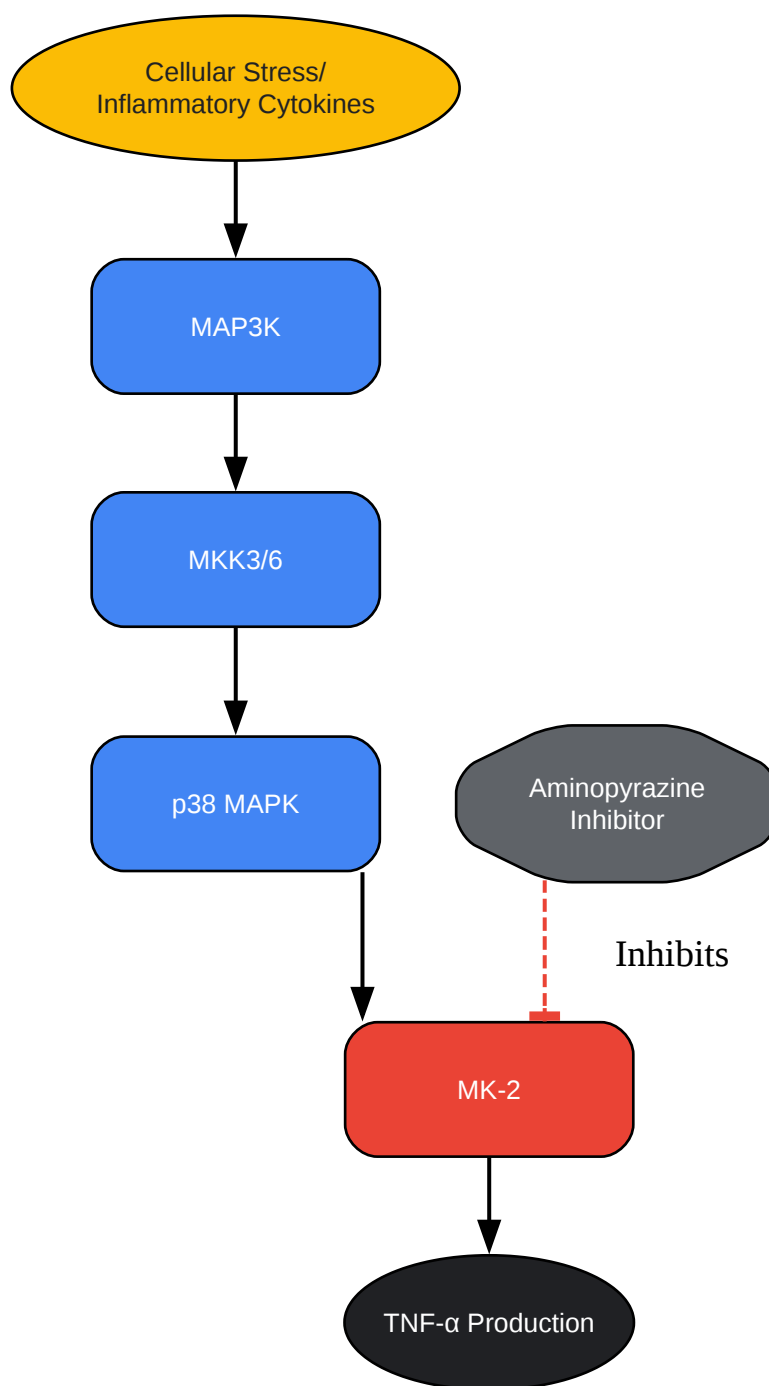 Cellular Stress/
Inflammatory Cytokines
MAP3K
MKK3/6
p38 MAPK
Aminopyrazine
Inhibitor
Inhibits
MK-2
TNF-α Production